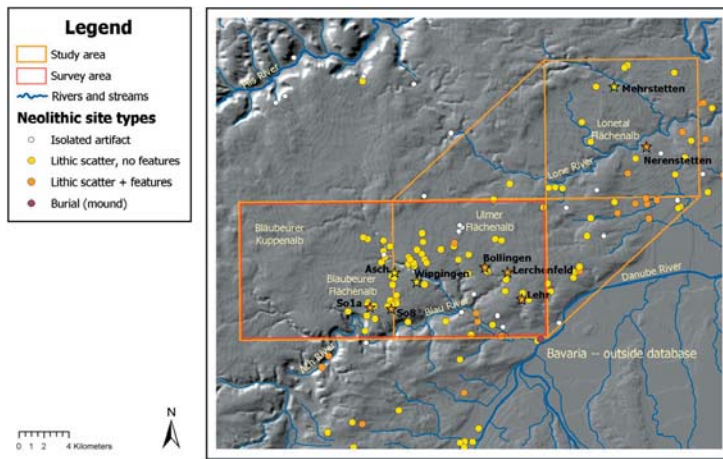 Legend
Study area
Survey area
Rivers and streams
Neolithic site types
Isolated artifact
Lithic scatter, no features
Lithic scatter + features
Burial (mound)
N
0 1 2 4 Kilometers
Mehrstetten
Lonetal
Flächenalb
Nerenstetten
Lone River
Blaubeurer
Kuppenalb
Ulmer
Flächenalb
Asch
Wippingen
Bollingen
Lerchenfeld
Danube River
Blaubeurer
Flächenalb
Lehr
So1a
So8
Blau River
Ach River
Bavaria -- outside database